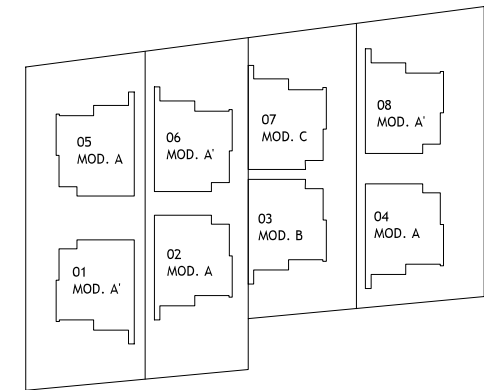 05
MOD. A
06
MOD. A'
07
MOD. C
08
MOD. A'
01
MOD. A'
02
MOD. A
03
MOD. B
04
MOD. A